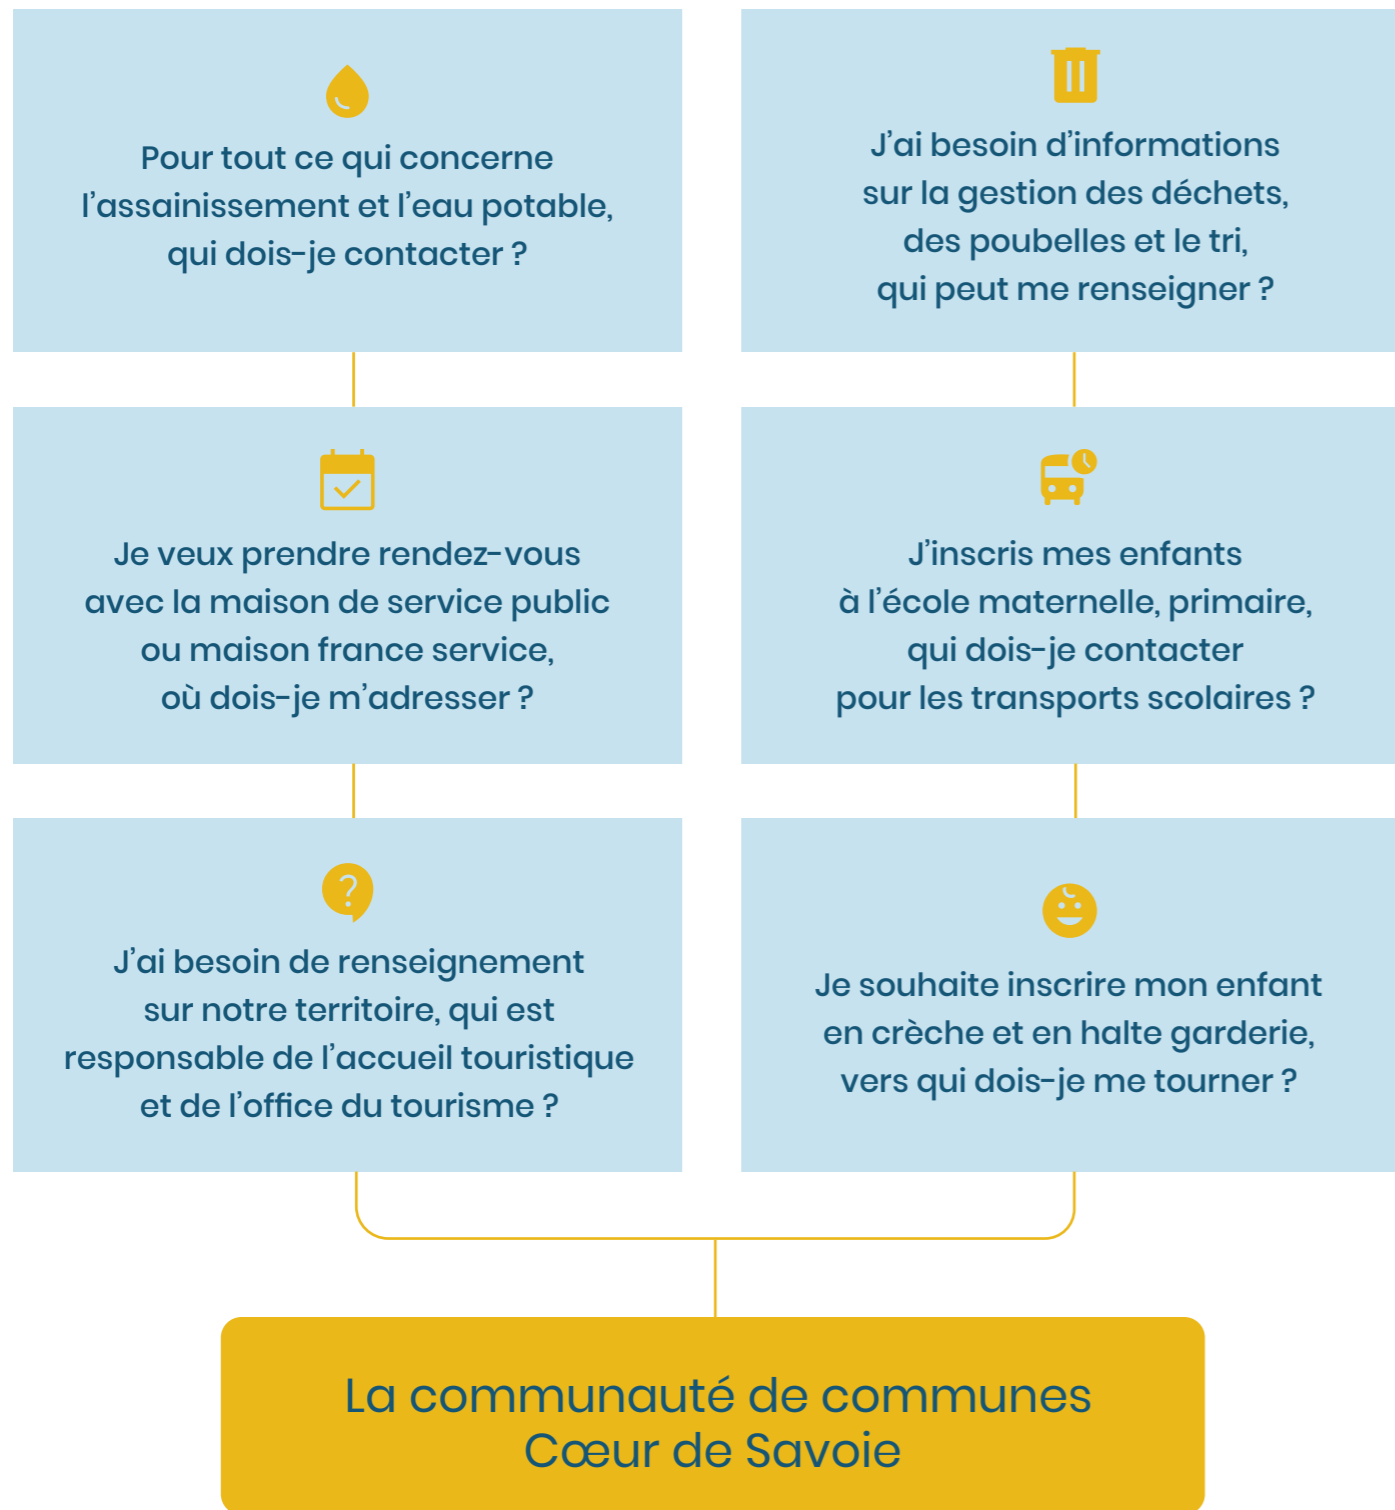 Pour tout ce qui concerne
l’assainissement et l’eau potable,
qui dois-je contacter ?
J’ai besoin d’informations
sur la gestion des déchets,
des poubelles et le tri,
qui peut me renseigner ?
Je veux prendre rendez-vous
avec la maison de service public
ou maison france service,
où dois-je m’adresser ?
J’inscris mes enfants
à l’école maternelle, primaire,
qui dois-je contacter
pour les transports scolaires ?
J’ai besoin de renseignement
sur notre territoire, qui est
responsable de l’accueil touristique
et de l’office du tourisme ?
Je souhaite inscrire mon enfant
en crèche et en halte garderie,
vers qui dois-je me tourner ?
La communauté de communes
Cœur de Savoie